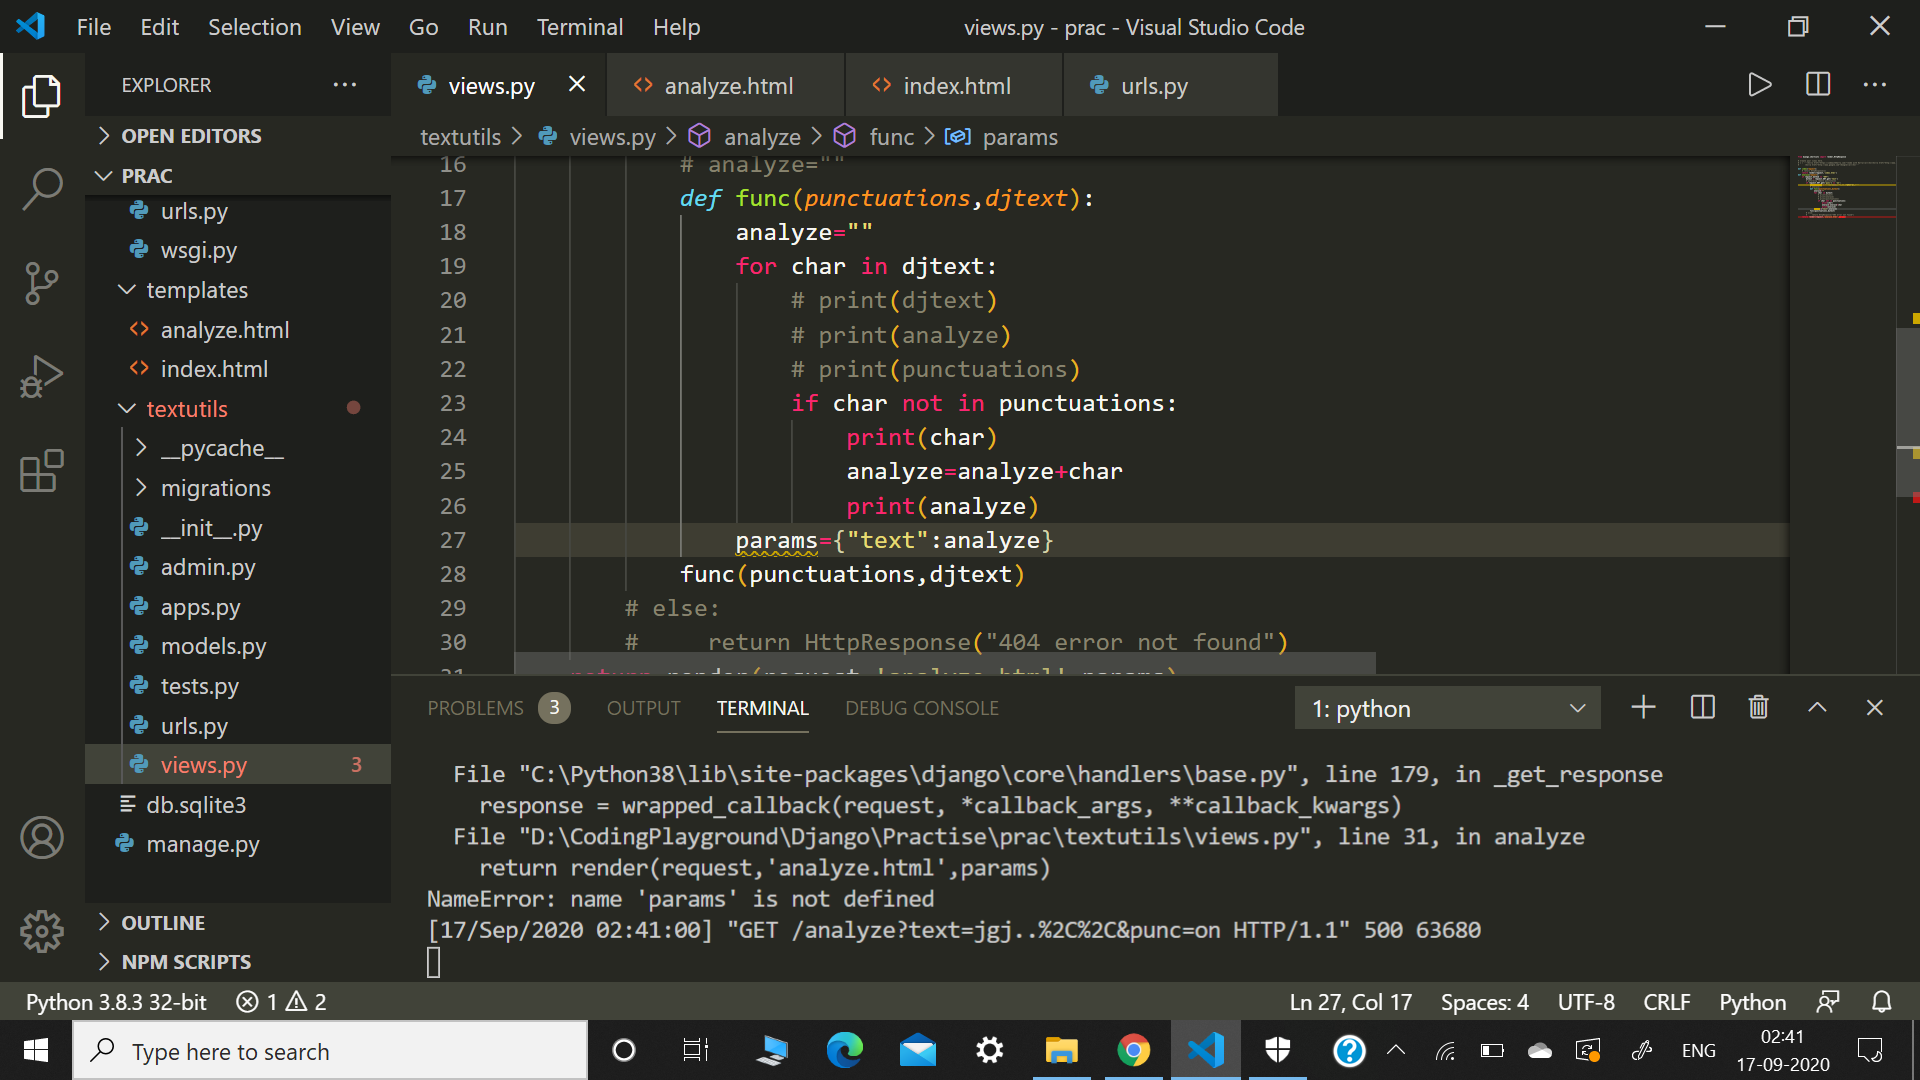 File Edit Selection View Go Run Terminal Help
views.py - prac - Visual Studio Code
EXPLORER
OPEN EDITORS
PRAC
urls.py
wsgi.py
templates
analyze.html
index.html
textutils
__pycache__
migrations
__init__.py
admin.py
apps.py
models.py
tests.py
urls.py
views.py 3
db.sqlite3
manage.py
OUTLINE
NPM SCRIPTS
views.py analyze.html index.html urls.py
textutils > views.py > analyze > func > params
16 # analyze=""
17 def func(punctuations,djtext):
18 analyze=""
19 for char in djtext:
20 # print(djtext)
21 # print(analyze)
22 # print(punctuations)
23 if char not in punctuations:
24 print(char)
25 analyze=analyze+char
26 print(analyze)
27 params={"text":analyze}
28 func(punctuations,djtext)
29 # else:
30 # return HttpResponse("404 error not found")
31 return render(request,'analyze.html',params)
PROBLEMS 3 OUTPUT TERMINAL DEBUG CONSOLE
1: python
File "C:\Python38\lib\site-packages\django\core\handlers\base.py", line 179, in _get_response
response = wrapped_callback(request, *callback_args, **callback_kwargs)
File "D:\CodingPlayground\Django\Practise\prac\textutils\views.py", line 31, in analyze
return render(request,'analyze.html',params)
NameError: name 'params' is not defined
[17/Sep/2020 02:41:00] "GET /analyze?text=jgj..%2C%2C&punc=on HTTP/1.1" 500 63680
Python 3.8.3 32-bit 1 2
Ln 27, Col 17 Spaces: 4 UTF-8 CRLF Python
Type here to search
ENG
02:41
17-09-2020